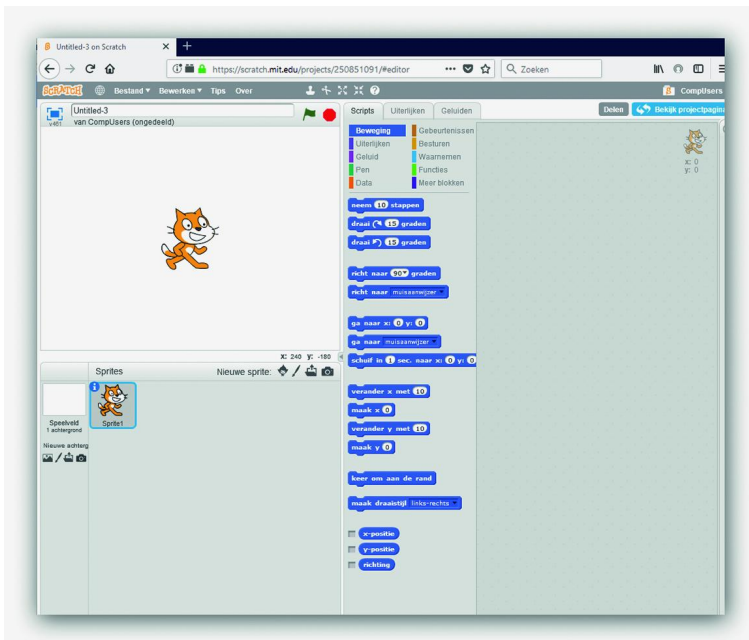 Untitled-3 on Scratch
https://scratch.mit.edu/projects/250851091/#editor
Zoeken
SCRATCH Bestand Bewerken Tips Over CompUsers
Untitled-3
van CompUsers (ongedeeld)
v461
Scripts Uiterlijken Geluiden
Delen Bekijk projectpagina
Beweging Gebeurtenissen
Uiterlijken Besturen
Geluid Waarnemen
Pen Functies
Data Meer blokken
x: 0
y: 0
neem 10 stappen
draai 15 graden
draai 15 graden
richt naar 90 graden
richt naar muisaanwijzer
ga naar x: 0 y: 0
ga naar muisaanwijzer
schuif in 1 sec. naar x: 0 y: 0
verander x met 10
maak x 0
verander y met 10
maak y 0
keer om aan de rand
maak draaistijl links-rechts
x-positie
y-positie
richting
X: 240 Y: -180
Sprites Nieuwe sprite:
Speelveld
1 achtergrond
Sprite1
Nieuwe achterg